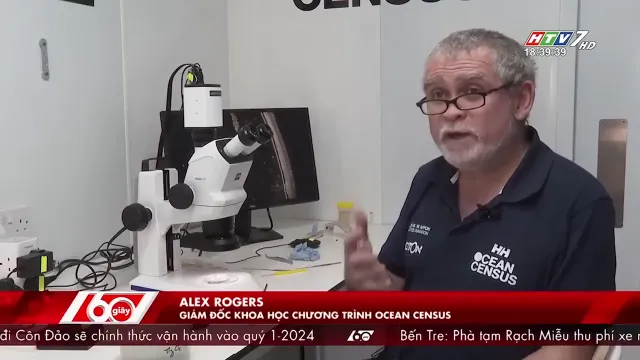 CENSUS
HTV7 HD
18:39:39
NEKTON
HH
OCEAN
CENSUS
60 giây
ALEX ROGERS
GIÁM ĐỐC KHOA HỌC CHƯƠNG TRÌNH OCEAN CENSUS
đi Côn Đảo sẽ chính thức vận hành vào quý 1-2024 60 Bến Tre: Phà tạm Rạch Miễu thu phí xe